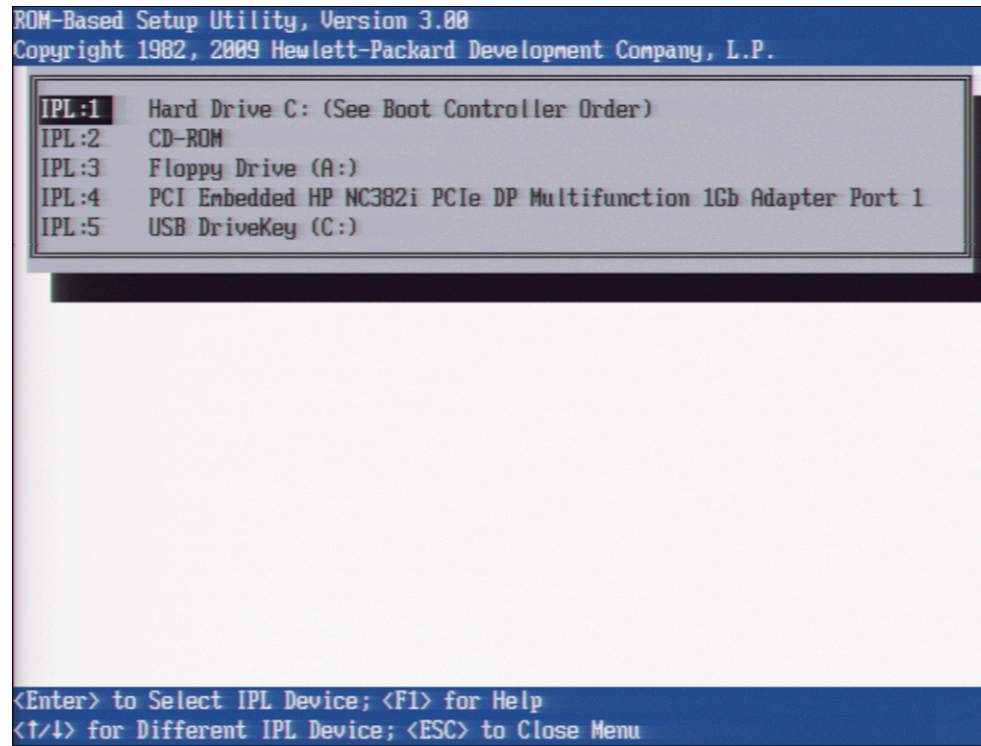 ROM-Based Setup Utility, Version 3.00
Copyright 1982, 2009 Hewlett-Packard Development Company, L.P.
IPL:1 Hard Drive C: (See Boot Controller Order)
IPL:2 CD-ROM
IPL:3 Floppy Drive (A:)
IPL:4 PCI Embedded HP NC382i PCIe DP Multifunction 1Gb Adapter Port 1
IPL:5 USB DriveKey (C:)
<Enter> to Select IPL Device; <F1> for Help
<↑/↓> for Different IPL Device; <ESC> to Close Menu